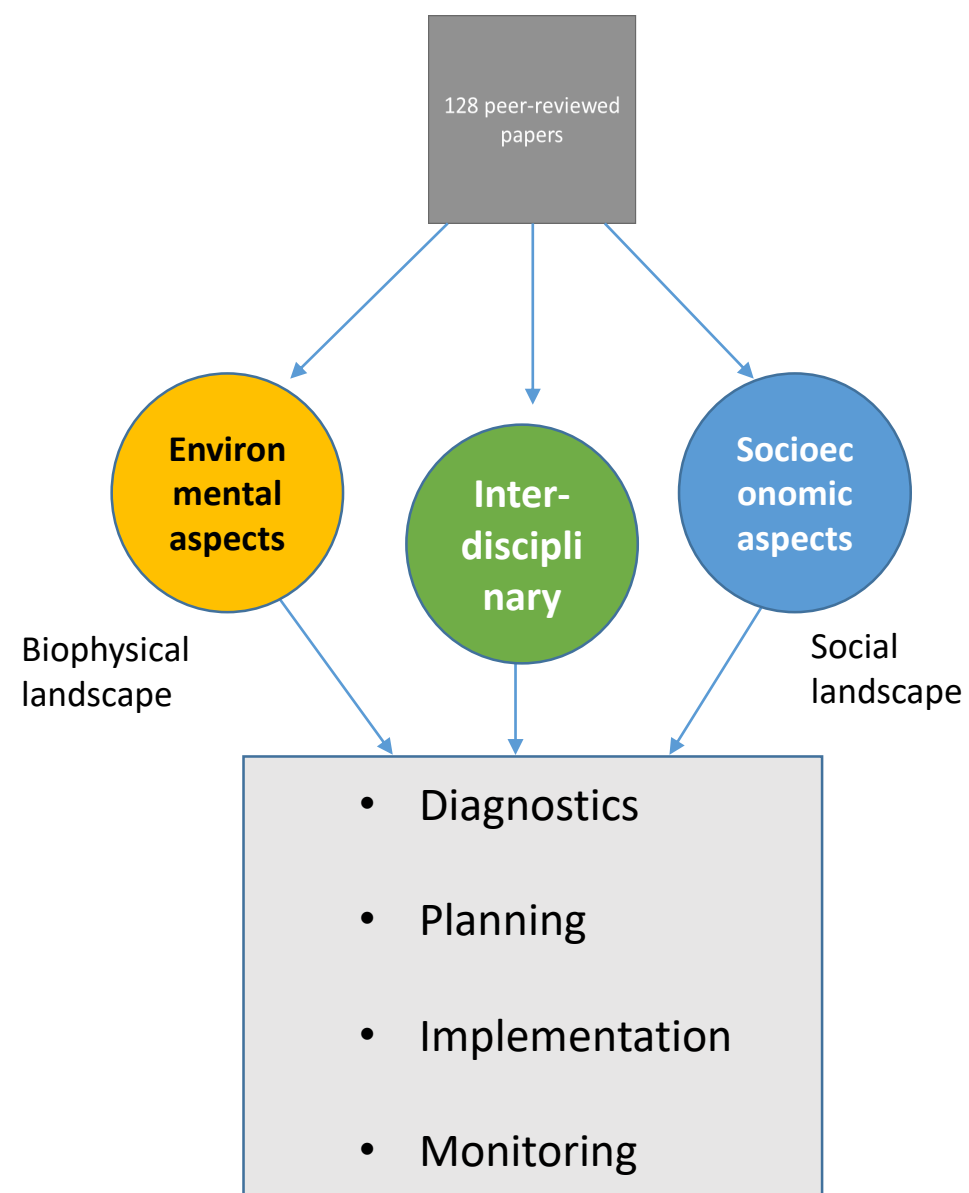 128 peer-reviewed
papers
Environ
mental
aspects
Inter-
discipli
nary
Socioec
onomic
aspects
Biophysical
landscape
Social
landscape
• Diagnostics
• Planning
• Implementation
• Monitoring